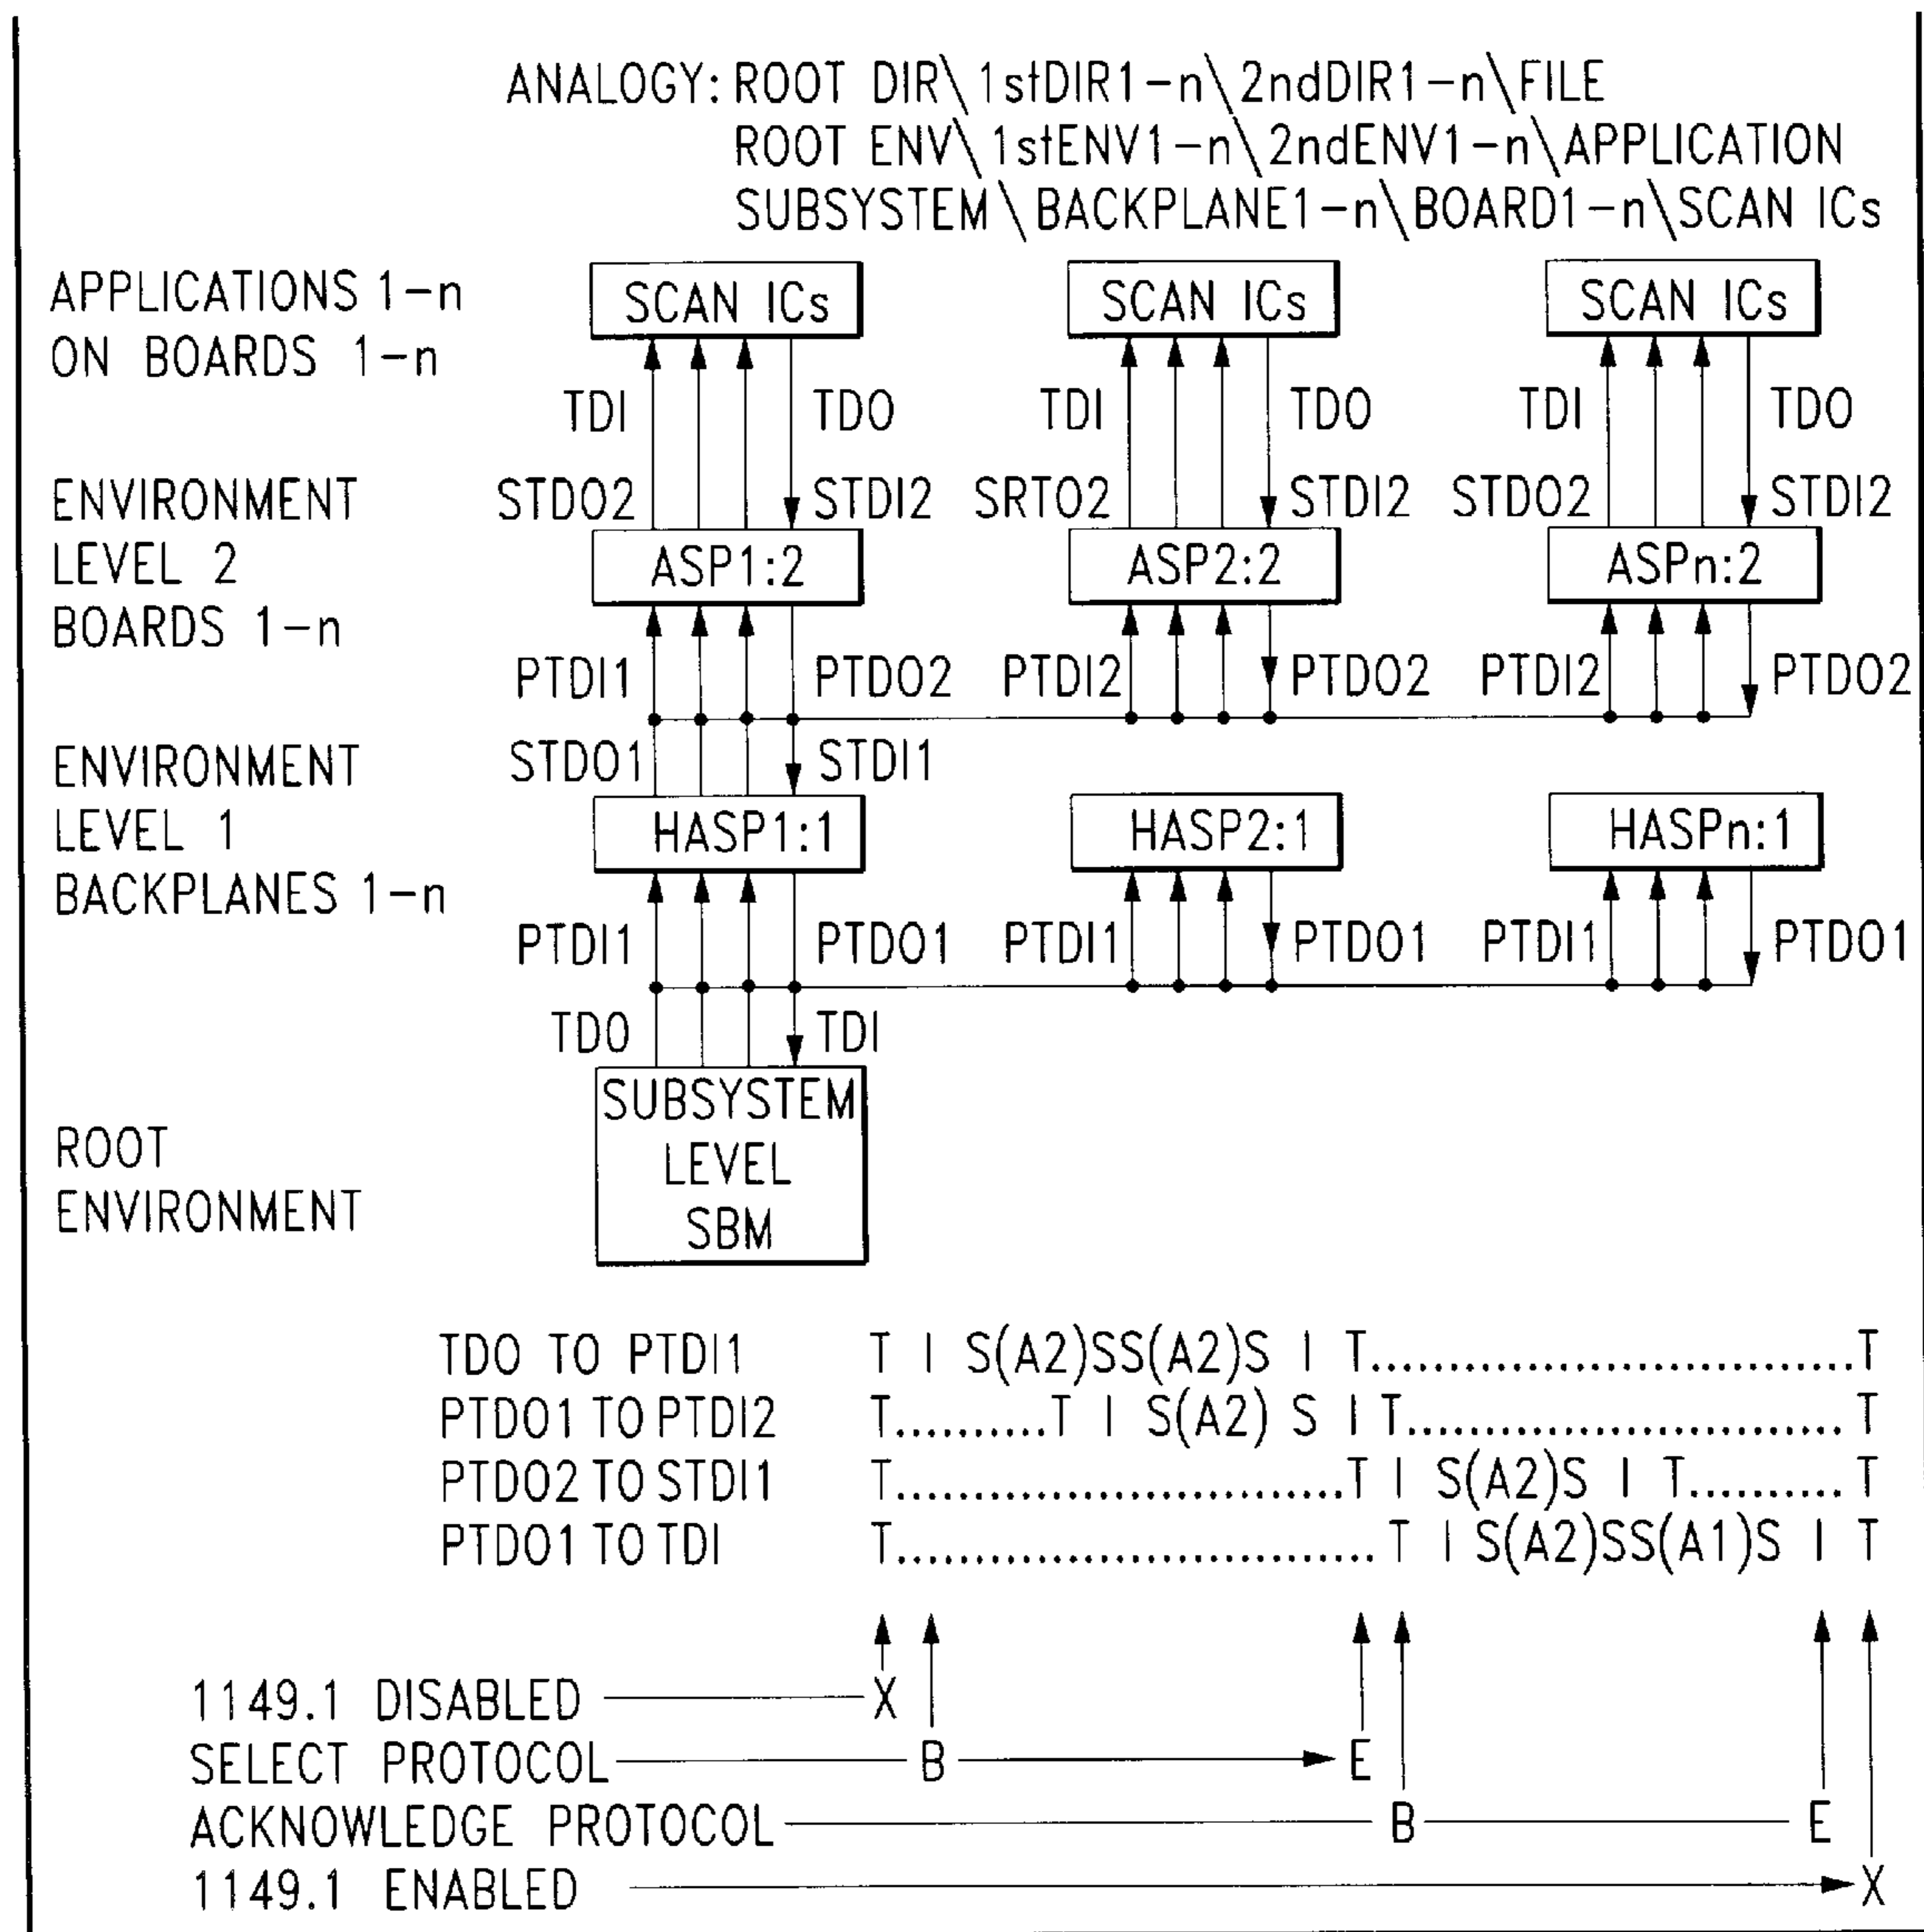 ANALOGY: ROOT DIR\1stDIR1-n\2ndDIR1-n\FILE
ROOT ENV\1stENV1-n\2ndENV1-n\APPLICATION
SUBSYSTEM\BACKPLANE1-n\BOARD1-n\SCAN ICs
APPLICATIONS 1-n
ON BOARDS 1-n
SCAN ICs SCAN ICs SCAN ICs
TDI TDO TDI TDO TDI TDO
ENVIRONMENT
LEVEL 2
BOARDS 1-n
STDO2 STDI2 SRTO2 STDI2 STDO2 STDI2
ASP1:2 ASP2:2 ASPn:2
PTDI1 PTDO2 PTDI2 PTDO2 PTDI2 PTDO2
ENVIRONMENT
LEVEL 1
BACKPLANES 1-n
STDO1 STDI1
HASP1:1 HASP2:1 HASPn:1
PTDI1 PTDO1 PTDI1 PTDO1 PTDI1 PTDO1
TDO TDI
ROOT
ENVIRONMENT
SUBSYSTEM
LEVEL
SBM
TDO TO PTDI1 T I S(A2)SS(A2)S I T...............................T
PTDO1 TO PTDI2 T..........T I S(A2) S I T............................ T
PTDO2 TO STDI1 T.............................T I S(A2)S I T.......... T
PTDO1 TO TDI T............................... T I S(A2)SS(A1)S I T
1149.1 DISABLED X
SELECT PROTOCOL B E
ACKNOWLEDGE PROTOCOL B E
1149.1 ENABLED X